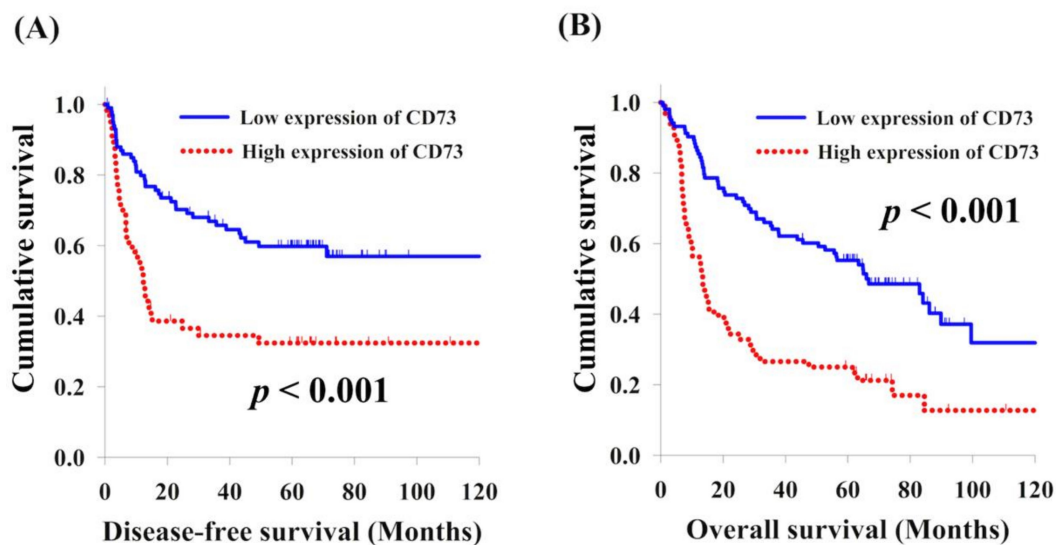 (A)
Cumulative survival
1.0
0.8
0.6
0.4
0.2
0.0
Low expression of CD73
High expression of CD73
p < 0.001
0 20 40 60 80 100 120
Disease-free survival (Months)
(B)
Cumulative survival
1.0
0.8
0.6
0.4
0.2
0.0
Low expression of CD73
High expression of CD73
p < 0.001
0 20 40 60 80 100 120
Overall survival (Months)